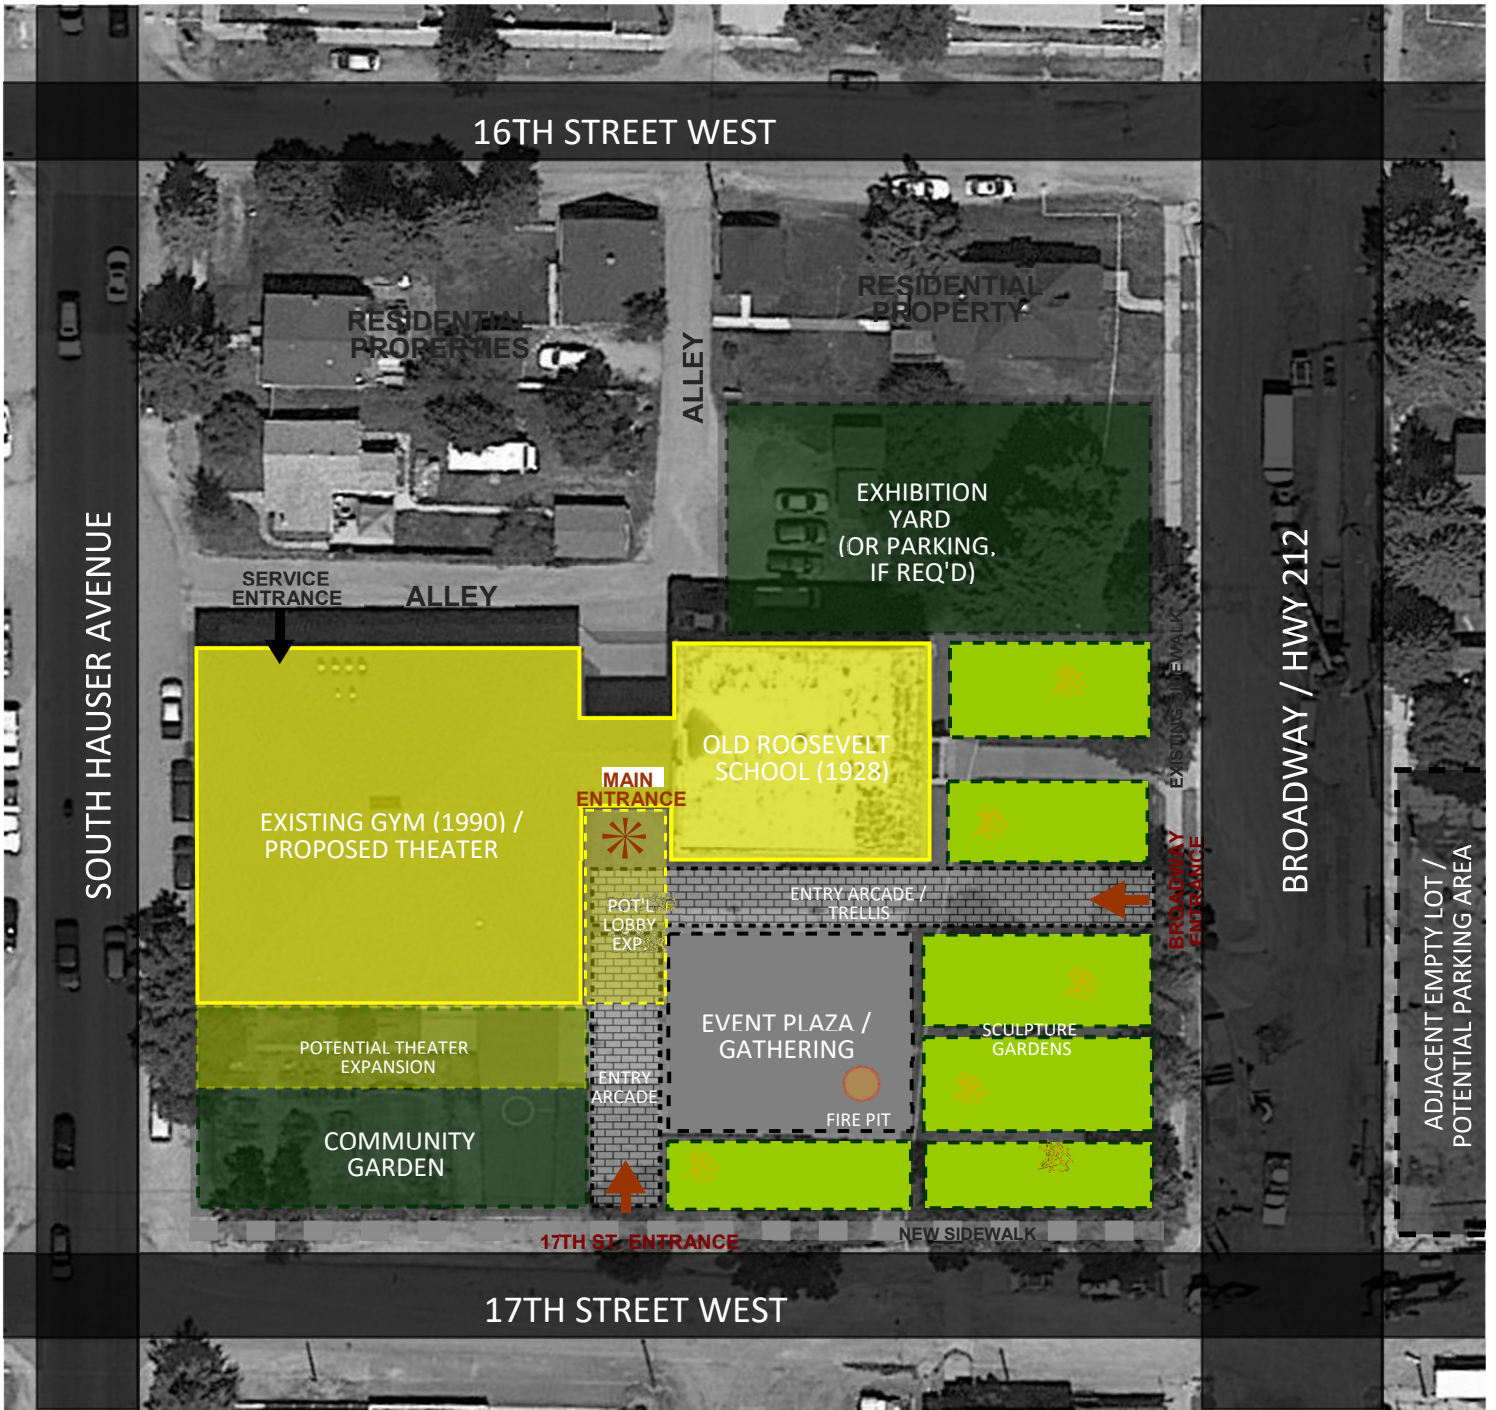 16TH STREET WEST
RESIDENTIAL
PROPERTY
RESIDENTIAL
PROPERTIES
ALLEY
EXHIBITION
YARD
(OR PARKING,
IF REQ'D)
SOUTH HAUSER AVENUE
BROADWAY / HWY 212
SERVICE
ENTRANCE
ALLEY
EXISTING SIDEWALK
OLD ROOSEVELT
SCHOOL (1928)
MAIN
ENTRANCE
EXISTING GYM (1990) /
PROPOSED THEATER
BROADWAY
ENTRANCE
ENTRY ARCADE /
TRELLIS
POT'L
LOBBY
EXP.
ADJACENT EMPTY LOT /
POTENTIAL PARKING AREA
EVENT PLAZA /
GATHERING
SCULPTURE
GARDENS
POTENTIAL THEATER
EXPANSION
ENTRY
ARCADE
FIRE PIT
COMMUNITY
GARDEN
17TH ST. ENTRANCE
NEW SIDEWALK
17TH STREET WEST